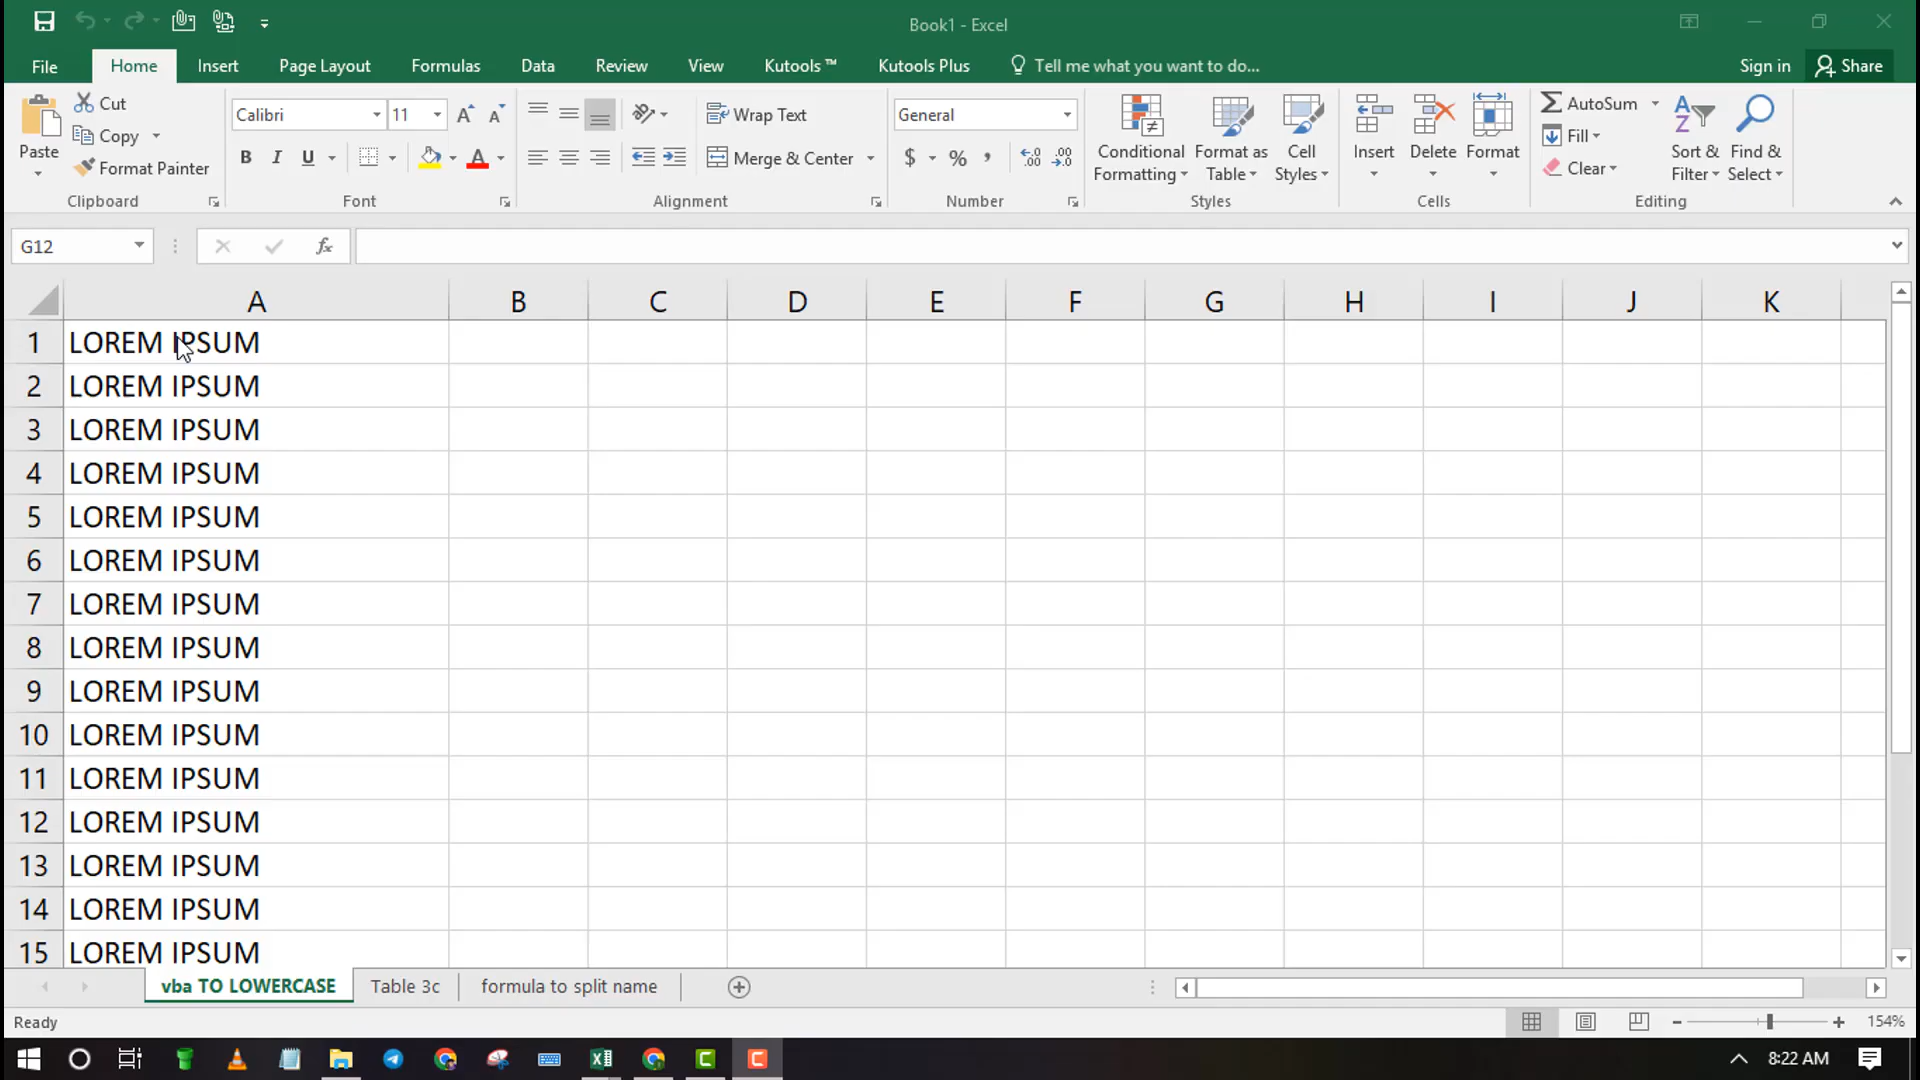 Book1 - Excel
File Home Insert Page Layout Formulas Data Review View Kutools ™ Kutools Plus Tell me what you want to do... Sign in Share
Paste Cut
Copy
Format Painter
Clipboard
Calibri 11
B I U A
Font
Wrap Text
Merge & Center
Alignment
General
$ % ,
Number
Conditional Formatting
Format as Table
Cell Styles
Styles
Insert Delete Format
Cells
AutoSum
Fill
Clear
Sort & Filter
Find & Select
Editing
G12 fx
A B C D E F G H I J K
1 LOREM IPSUM
2 LOREM IPSUM
3 LOREM IPSUM
4 LOREM IPSUM
5 LOREM IPSUM
6 LOREM IPSUM
7 LOREM IPSUM
8 LOREM IPSUM
9 LOREM IPSUM
10 LOREM IPSUM
11 LOREM IPSUM
12 LOREM IPSUM
13 LOREM IPSUM
14 LOREM IPSUM
15 LOREM IPSUM
vba TO LOWERCASE Table 3c formula to split name
Ready 154%
8:22 AM